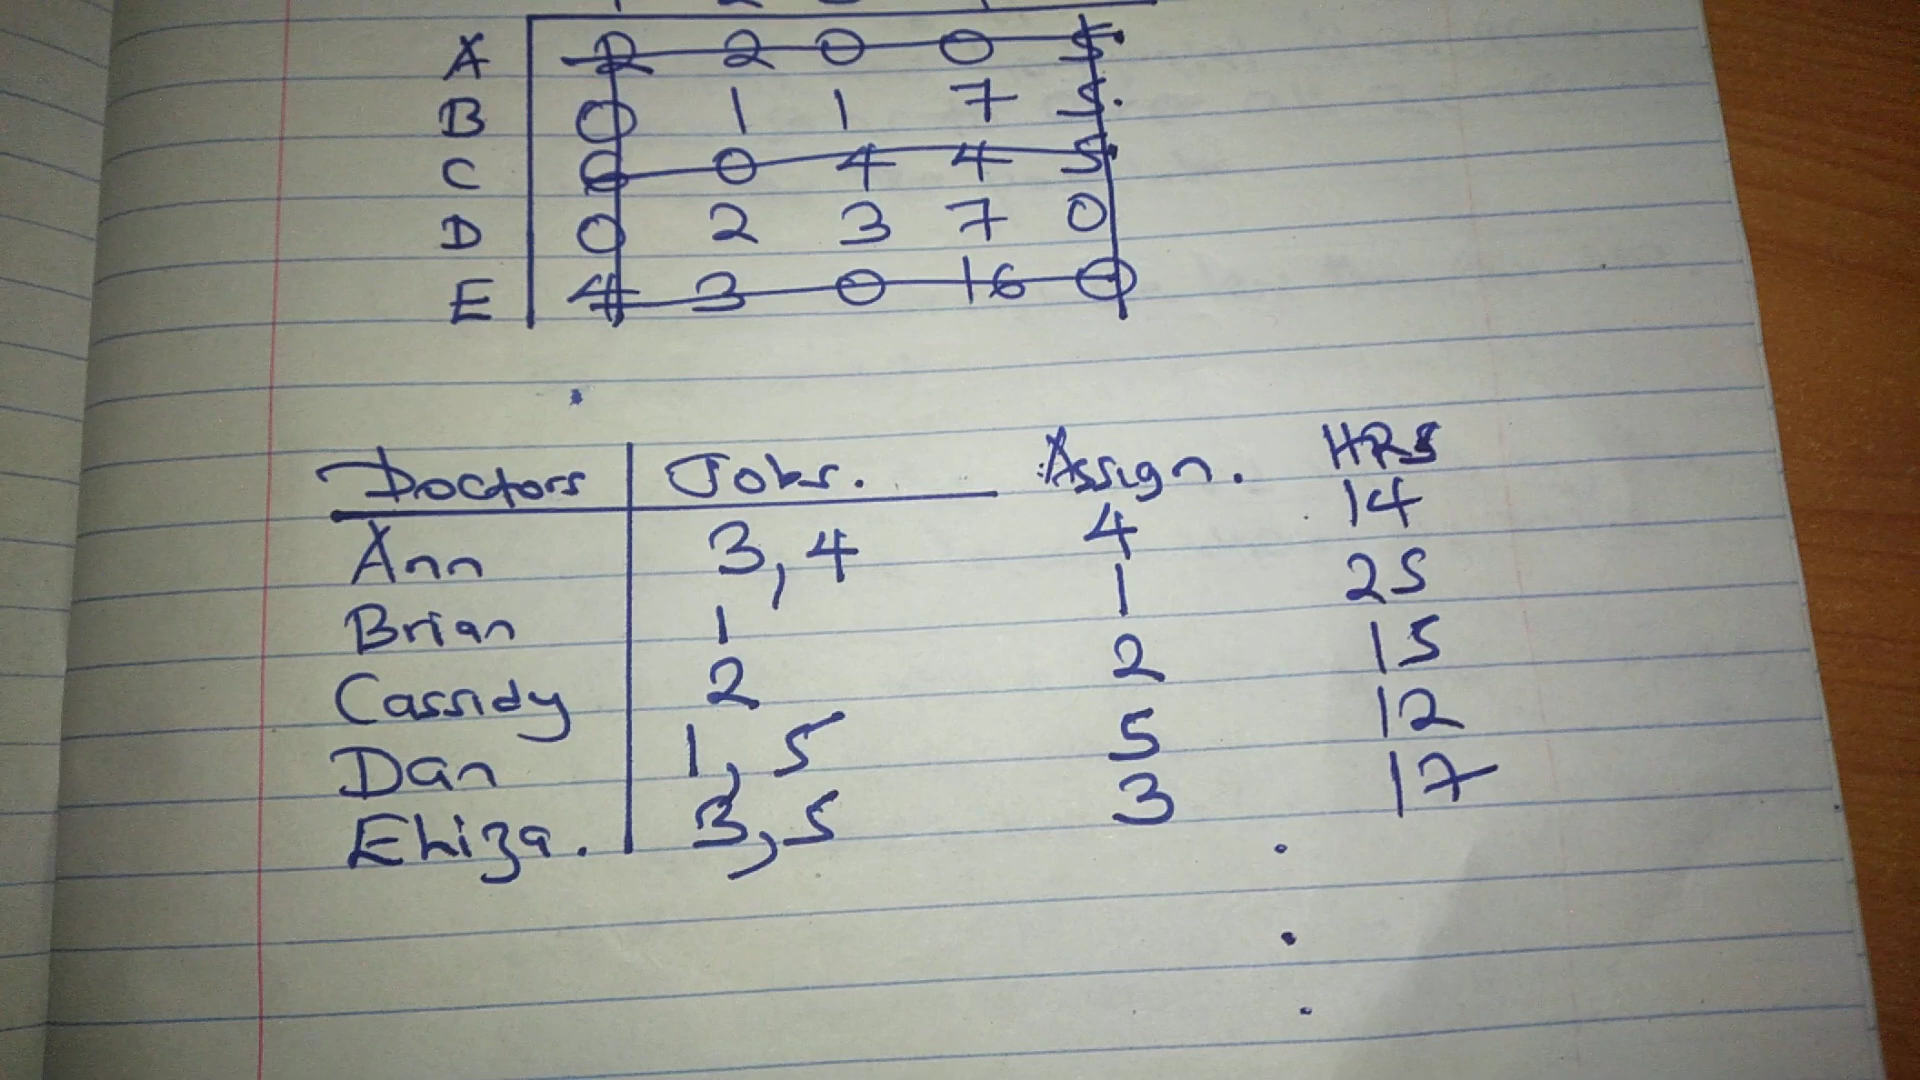 A 2 2 0 0 5
B 0 1 1 7 5
C 0 0 4 4 5
D 0 2 3 7 0
E 4 3 0 16 0
Doctors Jobs. Assign. HRS
Ann 3, 4 4 14
Brian 1 1 25
Cassidy 2 2 15
Dan 1, 5 5 12
Ehiza. 3, 5 3 17